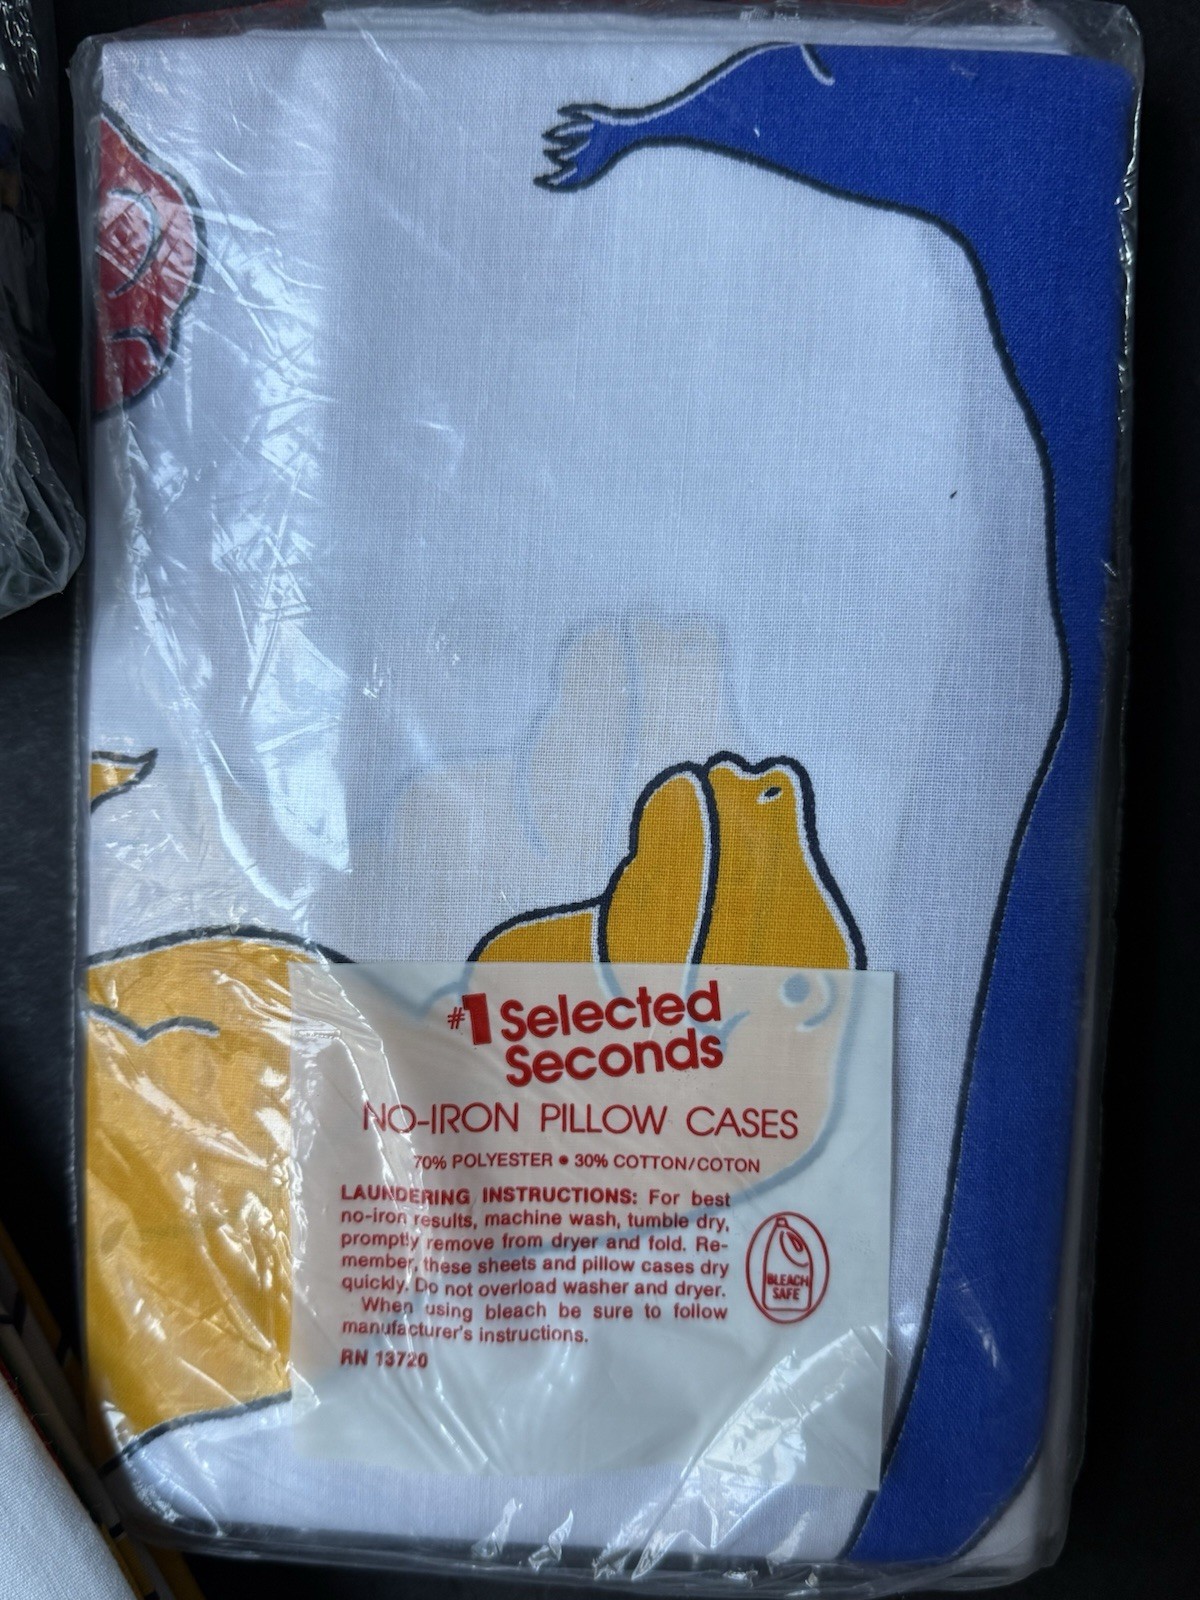 #1 Selected
Seconds
NO-IRON PILLOW CASES
70% POLYESTER • 30% COTTON/COTON
LAUNDERING INSTRUCTIONS: For best
no-iron results, machine wash, tumble dry,
promptly remove from dryer and fold. Re-
member, these sheets and pillow cases dry
quickly. Do not overload washer and dryer.
When using bleach be sure to follow
manufacturer's instructions.
BLEACH
SAFE
RN 13720